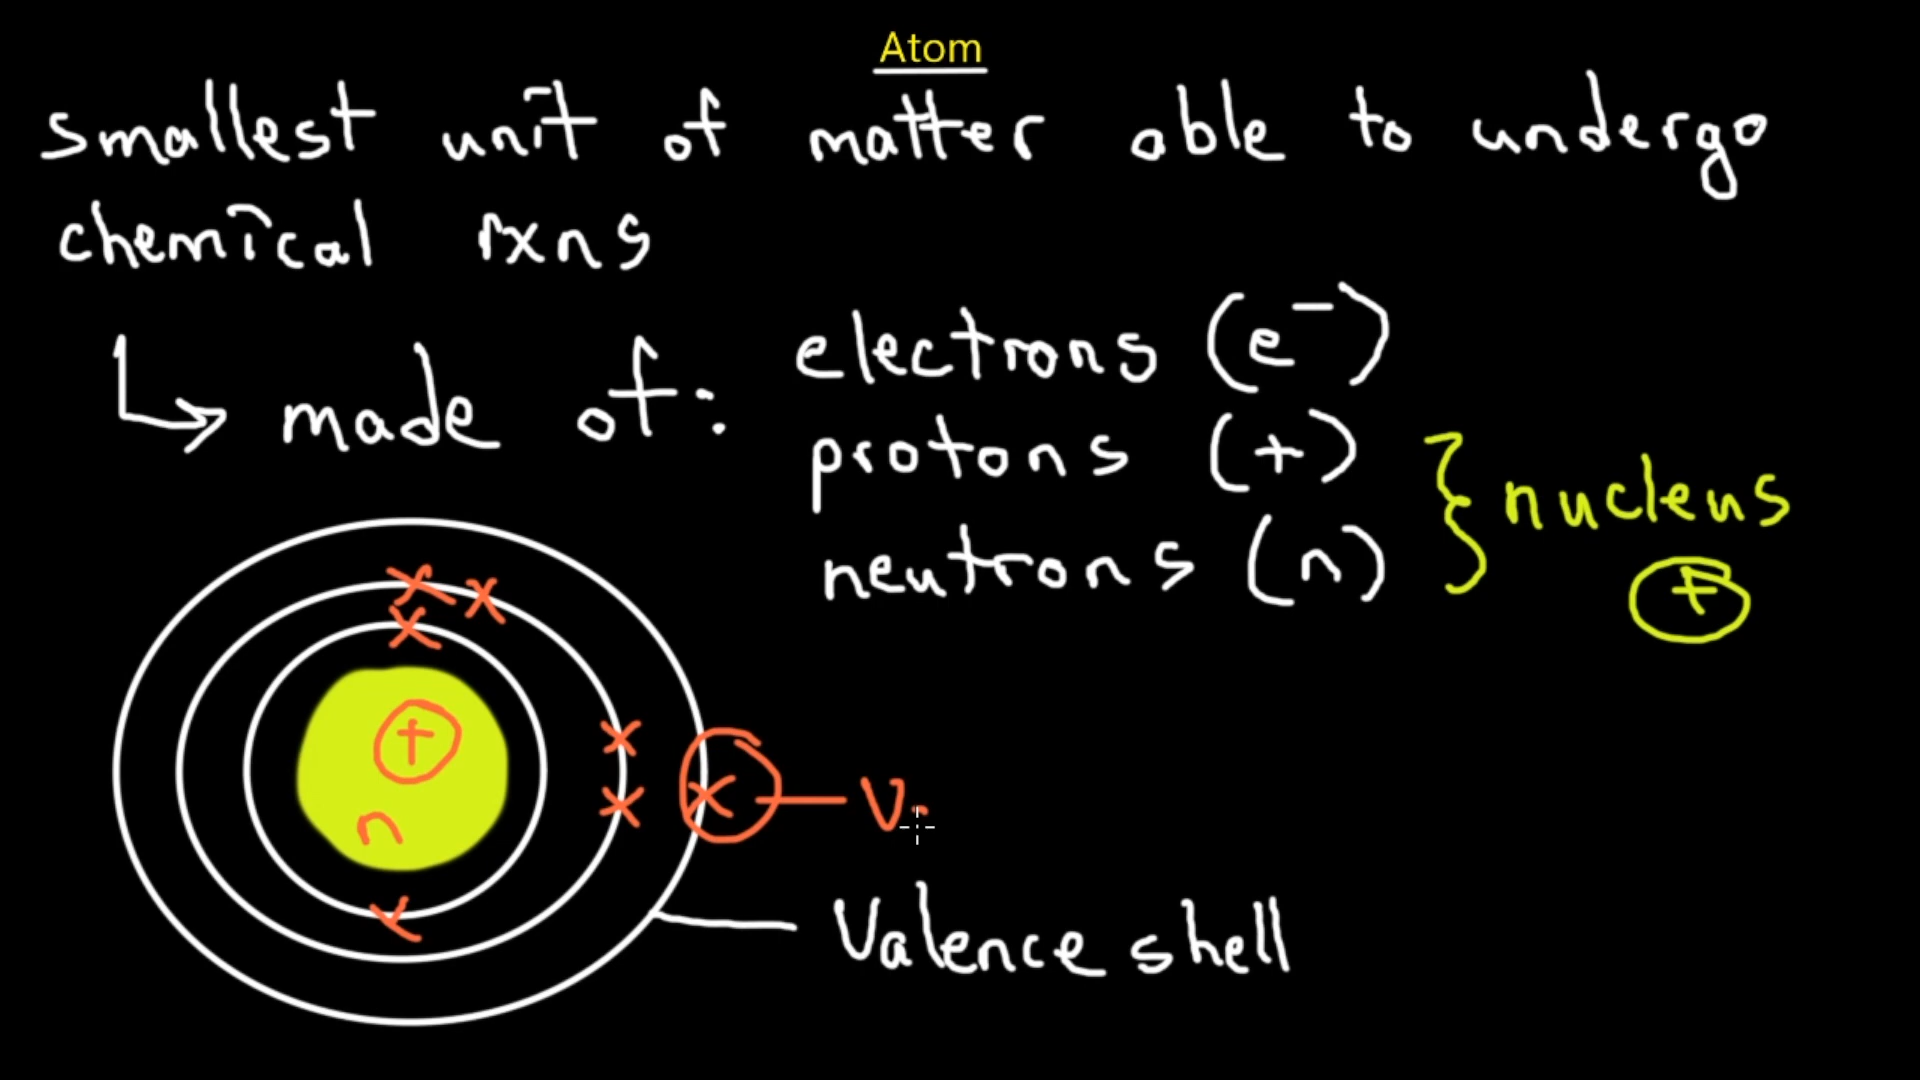 Atom
smallest unit of matter able to undergo
chemical rxns
↳ made of: electrons (e⁻)
protons (+)
neutrons (n)
} nucleus
+
+
n
V.
Valence shell